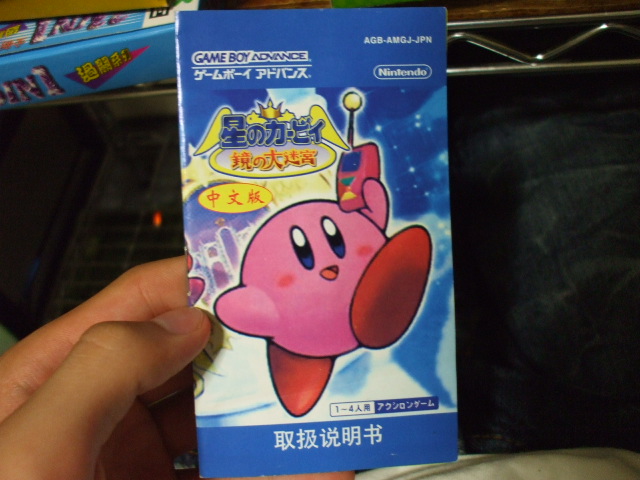 AGB-AMGJ-JPN
GAME BOY ADVANCE
ゲームボーイ アドバンス
Nintendo
星のカービィ
鏡の大迷宮
中文版
1～4人用 アクションゲーム
取扱说明书